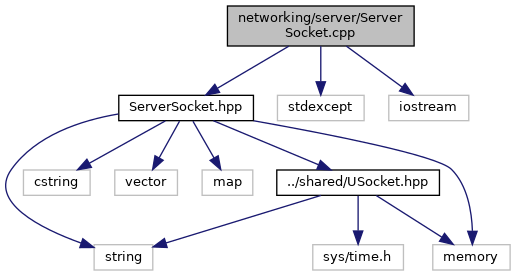 networking/server/Server
Socket.cpp
ServerSocket.hpp
stdexcept
iostream
cstring
vector
map
../shared/USocket.hpp
string
sys/time.h
memory